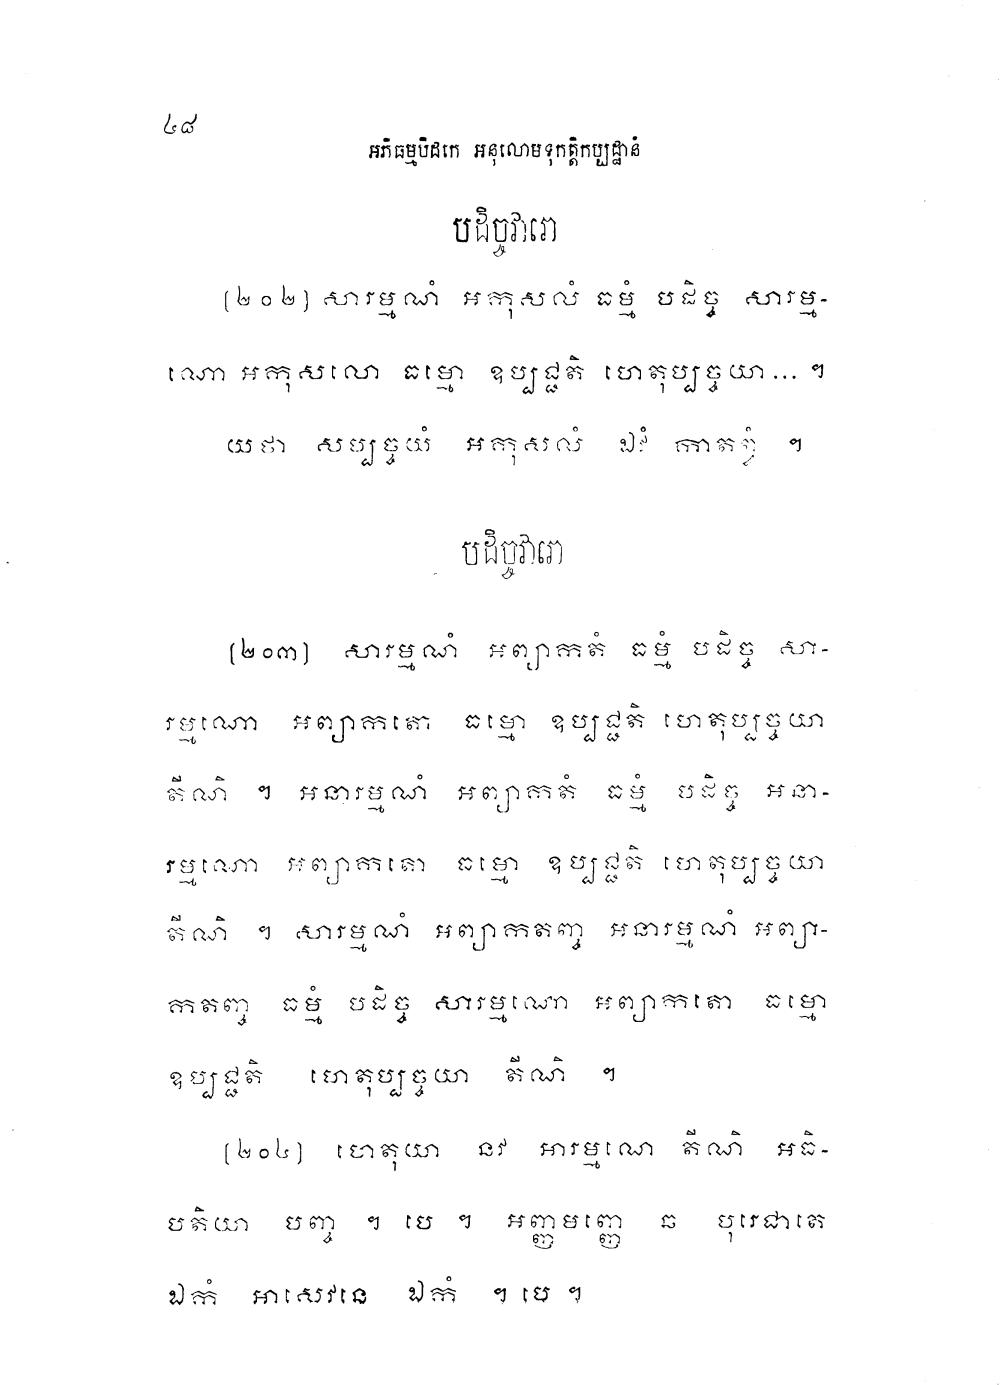 ៤៨
អភិធម្មបិដកេ អនុលោមទុកត្តិកប្បដ្ឋានំ
បដិច្ចវារោ
(២០២) សារម្មណំ អកុសលំ ធម្មំ បដិច្ច សារម្ម-
ណោ អកុសលោ ធម្មោ ឧប្បជ្ជតិ ហេតុប្បច្ចយា... ។
យថា សប្បច្ចយំ អកុសលំ ឯវំ កាតព្វំ ។
បដិច្ចវារោ
(២០៣) សារម្មណំ អព្យាកតំ ធម្មំ បដិច្ច សា-
រម្មណោ អព្យាកតោ ធម្មោ ឧប្បជ្ជតិ ហេតុប្បច្ចយា
តីណិ ។ អនារម្មណំ អព្យាកតំ ធម្មំ បដិច្ច អនា-
រម្មណោ អព្យាកតោ ធម្មោ ឧប្បជ្ជតិ ហេតុប្បច្ចយា
តីណិ ។ សារម្មណំ អព្យាកតញ្ច អនារម្មណំ អព្យា-
កតញ្ច ធម្មំ បដិច្ច សារម្មណោ អព្យាកតោ ធម្មោ
ឧប្បជ្ជតិ ហេតុប្បច្ចយា តីណិ ។
(២០៤) ហេតុយា នវ អារម្មណេ តីណិ អធិ-
បតិយា បញ្ច ។ បេ ។ អញ្ញមញ្ញេ ឆ បុរេជាតេ
ឯកំ អាសេវនេ ឯកំ ។ បេ ។